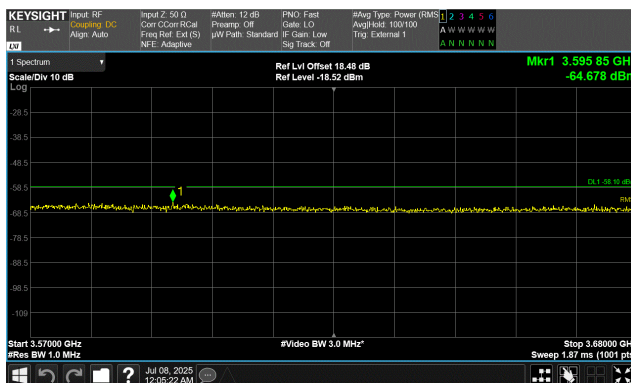 KEYSIGHT Input: RF Input Z: 50 Ω #Atten: 12 dB PNO: Fast #Avg Type: Power (RMS 1 2 3 4 5 6
R L Coupling: DC Corr CCorr RCal Preamp: Off Gate: LO Avg|Hold: 100/100 A W W W W W
Align: Auto Freq Ref: Ext (S) µW Path: Standard IF Gain: Low Trig: External 1
LXI NFE: Adaptive Sig Track: Off A N N N N N
1 Spectrum Ref Lvl Offset 18.48 dB Mkr1 3.595 85 GH
Scale/Div 10 dB Ref Level -18.52 dBm -64.678 dBr
Log
-28.5
-38.5
-48.5
DL1 -58.10 dB
-58.5
1
RM
-68.5
-78.5
-88.5
-98.5
-109
Start 3.57000 GHz #Video BW 3.0 MHz* Stop 3.68000 GH
#Res BW 1.0 MHz Sweep 1.87 ms (1001 pts
? Jul 08, 2025
12:05:22 AM